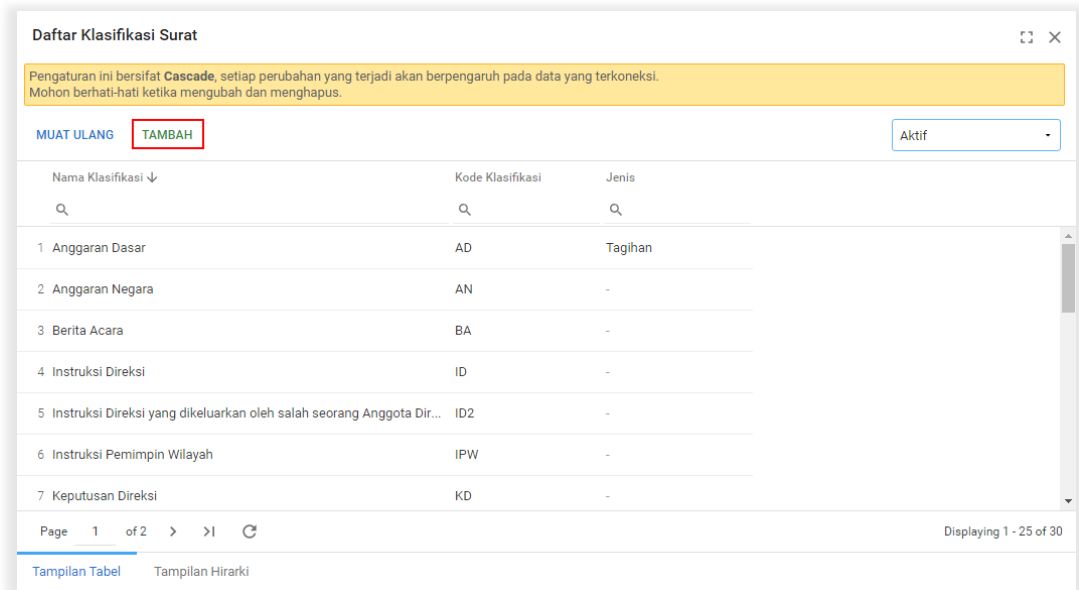 Daftar Klasifikasi Surat
Pengaturan ini bersifat Cascade, setiap perubahan yang terjadi akan berpengaruh pada data yang terkoneksi.
Mohon berhati-hati ketika mengubah dan menghapus.
MUAT ULANG TAMBAH Aktif
Nama Klasifikasi Kode Klasifikasi Jenis
1 Anggaran Dasar AD Tagihan
2 Anggaran Negara AN -
3 Berita Acara BA -
4 Instruksi Direksi ID -
5 Instruksi Direksi yang dikeluarkan oleh salah seorang Anggota Dir... ID2 -
6 Instruksi Pemimpin Wilayah IPW -
7 Keputusan Direksi KD -
Page 1 of 2 Displaying 1 - 25 of 30
Tampilan Tabel Tampilan Hirarki